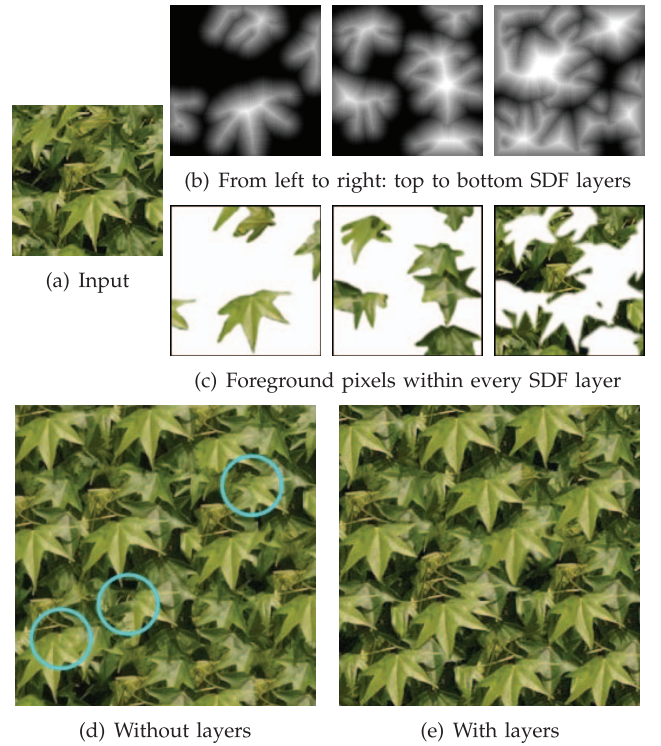 (b) From left to right: top to bottom SDF layers
(a) Input
(c) Foreground pixels within every SDF layer
(d) Without layers
(e) With layers